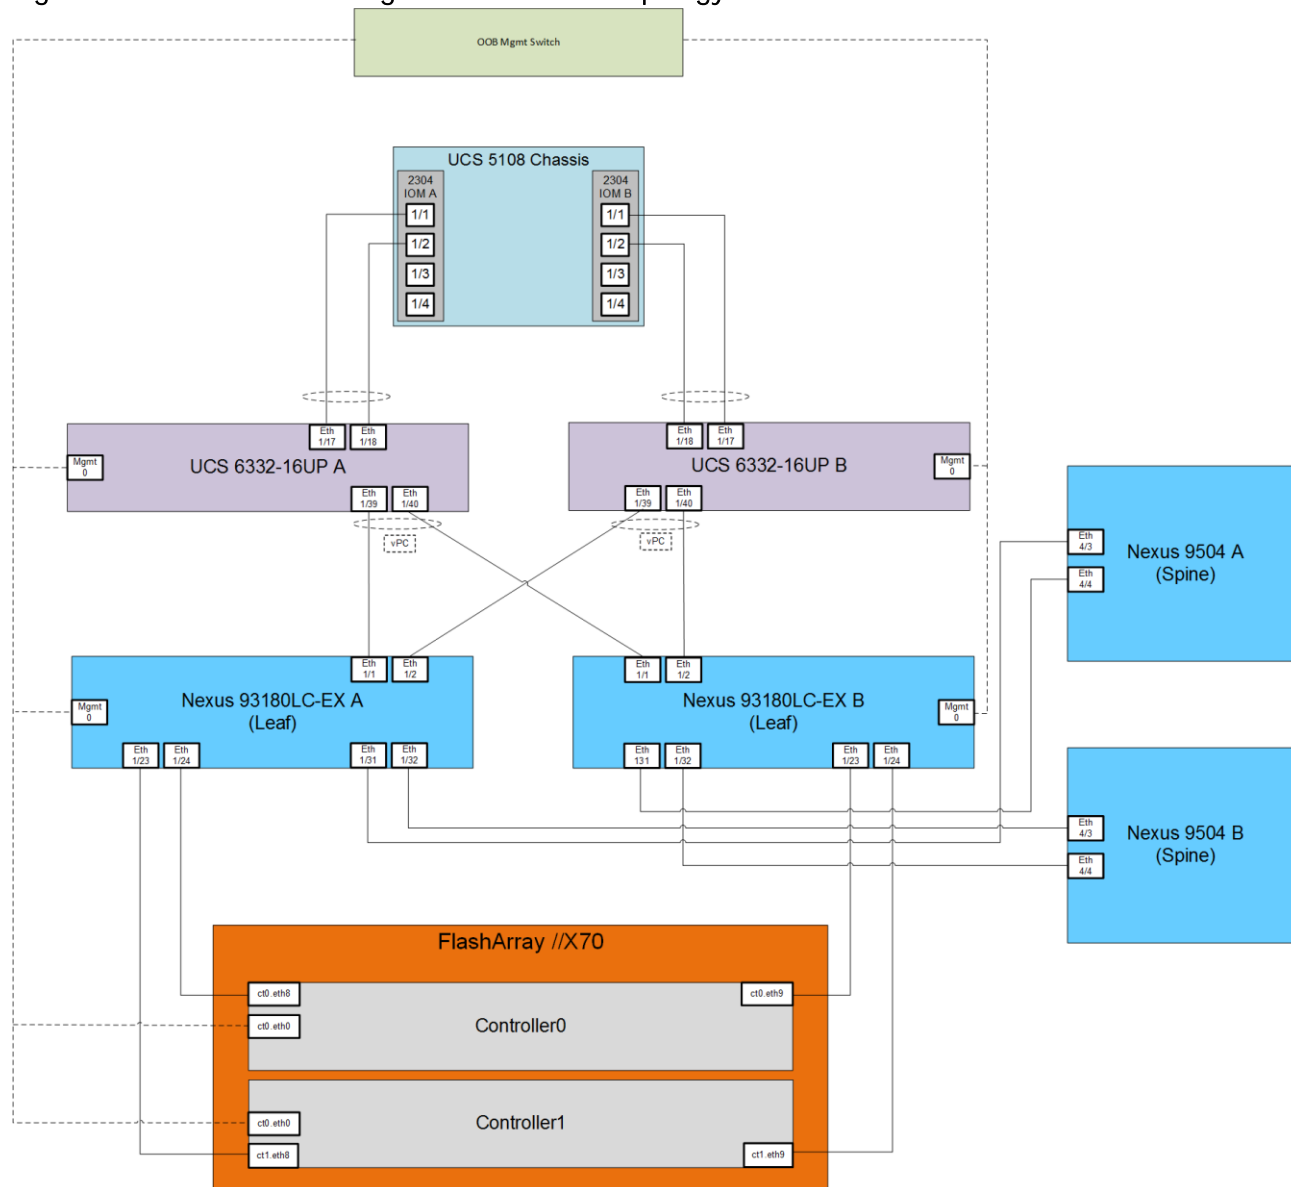 OOB Mgmt Switch
UCS 5108 Chassis
2304
IOM A
1/1
1/2
1/3
1/4
2304
IOM B
1/1
1/2
1/3
1/4
Eth
1/17
Eth
1/18
Mgmt
0
UCS 6332-16UP A
Eth
1/39
Eth
1/40
vPC
Eth
1/18
Eth
1/17
UCS 6332-16UP B
Mgmt
0
Eth
1/39
Eth
1/40
vPC
Eth
4/3
Eth
4/4
Nexus 9504 A
(Spine)
Eth
1/1
Eth
1/2
Mgmt
0
Nexus 93180LC-EX A
(Leaf)
Eth
1/23
Eth
1/24
Eth
1/31
Eth
1/32
Eth
1/1
Eth
1/2
Nexus 93180LC-EX B
(Leaf)
Mgmt
0
Eth
131
Eth
1/32
Eth
1/23
Eth
1/24
Eth
4/3
Eth
4/4
Nexus 9504 B
(Spine)
FlashArray //X70
ct0.eth8
ct0.eth9
ct0.eth0
Controller0
ct0.eth0
Controller1
ct1.eth8
ct1.eth9